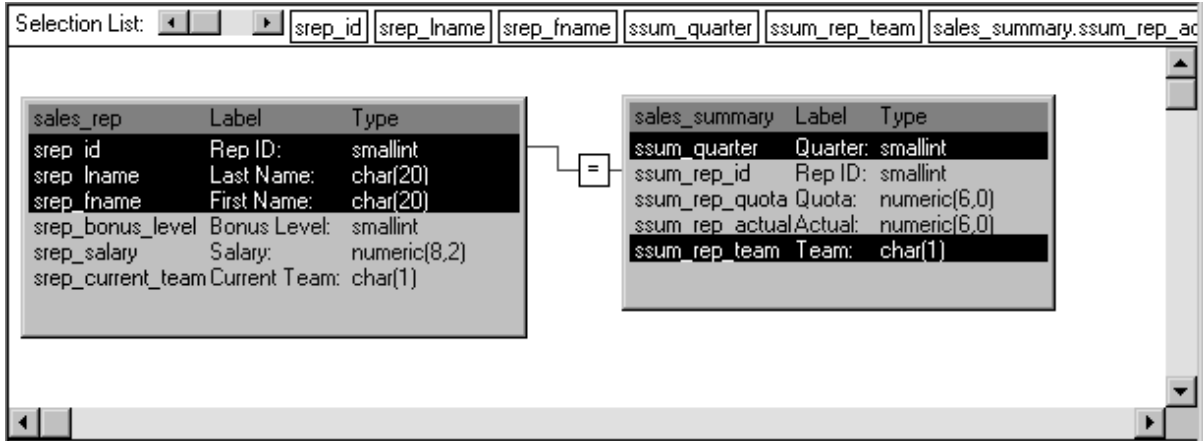 Selection List: srep_id srep_lname srep_fname ssum_quarter ssum_rep_team sales_summary.ssum_rep_ac
sales_rep Label Type
srep_id Rep ID: smallint
srep_lname Last Name: char(20)
srep_fname First Name: char(20)
srep_bonus_level Bonus Level: smallint
srep_salary Salary: numeric(8,2)
srep_current_team Current Team: char(1)
=
sales_summary Label Type
ssum_quarter Quarter: smallint
ssum_rep_id Rep ID: smallint
ssum_rep_quota Quota: numeric(6,0)
ssum_rep_actual Actual: numeric(6,0)
ssum_rep_team Team: char(1)